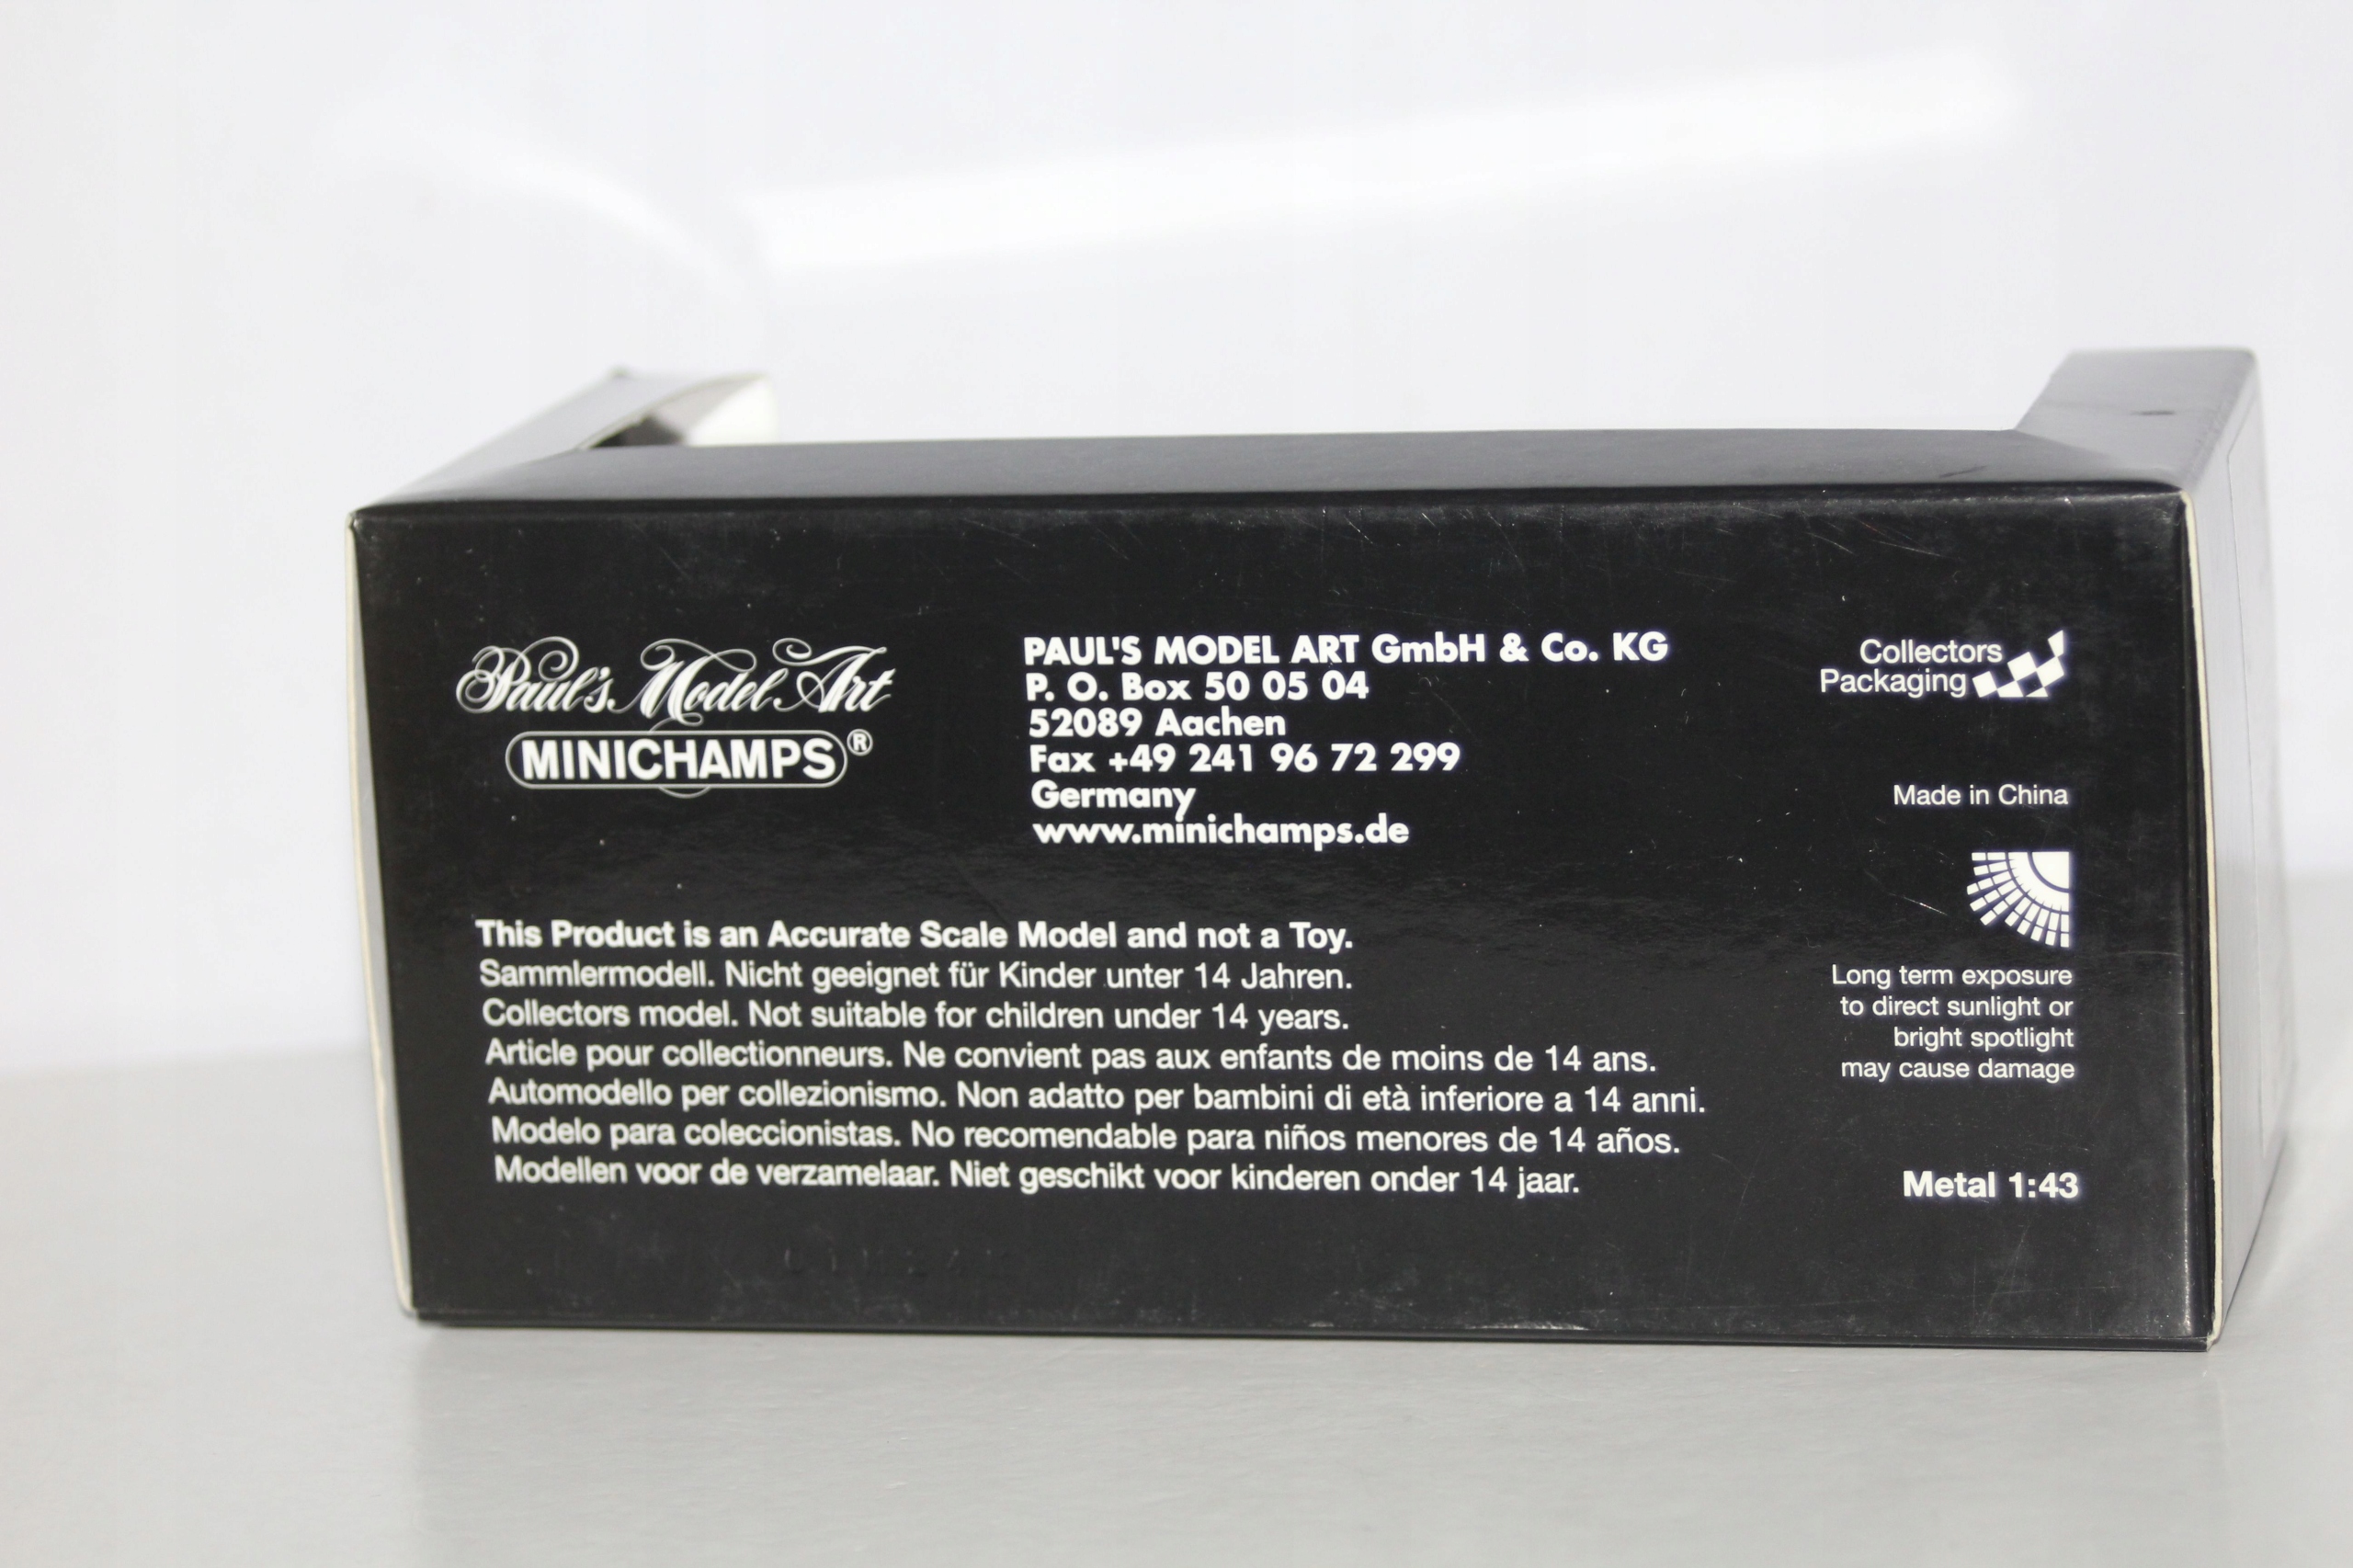 Paul's Model Art
MINICHAMPS®
PAUL'S MODEL ART GmbH & Co. KG
P. O. Box 50 05 04
52089 Aachen
Fax +49 241 96 72 299
Germany
www.minichamps.de
Collectors
Packaging
Made in China
This Product is an Accurate Scale Model and not a Toy.
Sammlermodell. Nicht geeignet für Kinder unter 14 Jahren.
Collectors model. Not suitable for children under 14 years.
Article pour collectionneurs. Ne convient pas aux enfants de moins de 14 ans.
Automodello per collezionismo. Non adatto per bambini di età inferiore a 14 anni.
Modelo para coleccionistas. No recomendable para niños menores de 14 años.
Modellen voor de verzamelaar. Niet geschikt voor kinderen onder 14 jaar.
Long term exposure
to direct sunlight or
bright spotlight
may cause damage
Metal 1:43